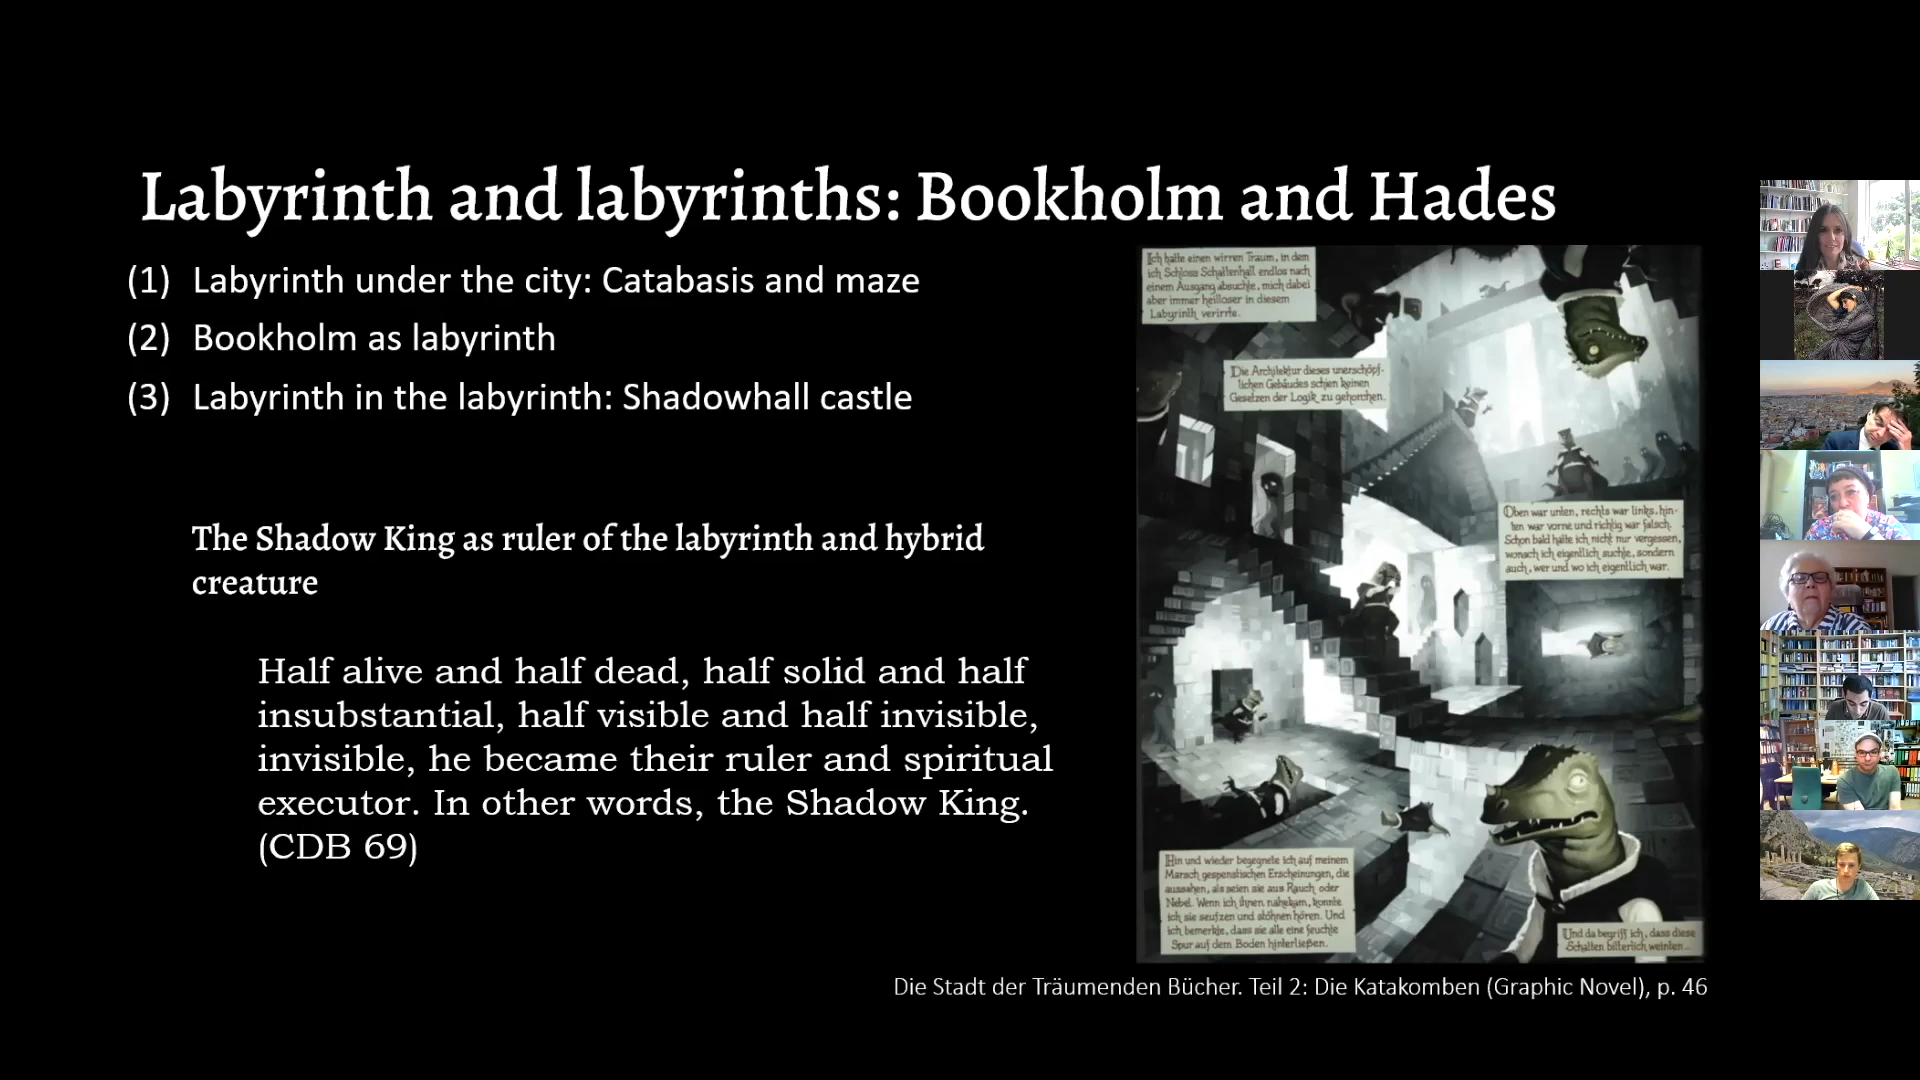 Labyrinth and labyrinths: Bookholm and Hades
(1) Labyrinth under the city: Catabasis and maze
(2) Bookholm as labyrinth
(3) Labyrinth in the labyrinth: Shadowhall castle
The Shadow King as ruler of the labyrinth and hybrid
creature
Half alive and half dead, half solid and half
insubstantial, half visible and half invisible,
invisible, he became their ruler and spiritual
executor. In other words, the Shadow King.
(CDB 69)
Ich hatte einen wirren Traum, in dem
ich Schloss Schattenhall endlos nach
einem Ausgang absuchte, mich dabei
aber immer heilloser in diesem
Labyrinth verirrte.
Die Architektur dieses unerschöpf-
lichen Gebäudes schien keinen
Gesetzen der Logik zu gehorchen.
Oben war unten, rechts war links, hin-
ten war vorne und richtig war falsch.
Schon bald hatte ich nicht nur vergessen,
wonach ich eigentlich suchte, sondern
auch, wer und wo ich eigentlich war.
Hin und wieder begegnete ich auf meinem
Marsch gespenstischen Erscheinungen, die
aussahen, als seien sie aus Rauch oder
Nebel. Wenn ich ihnen nahekam, konnte
ich sie seufzen und stöhnen hören. Und
ich bemerkte, dass sie alle eine feuchte
Spur auf dem Boden hinterließen.
Und da begriff ich, dass diese
Schatten bitterlich weinten...
Die Stadt der Träumenden Bücher. Teil 2: Die Katakomben (Graphic Novel), p. 46